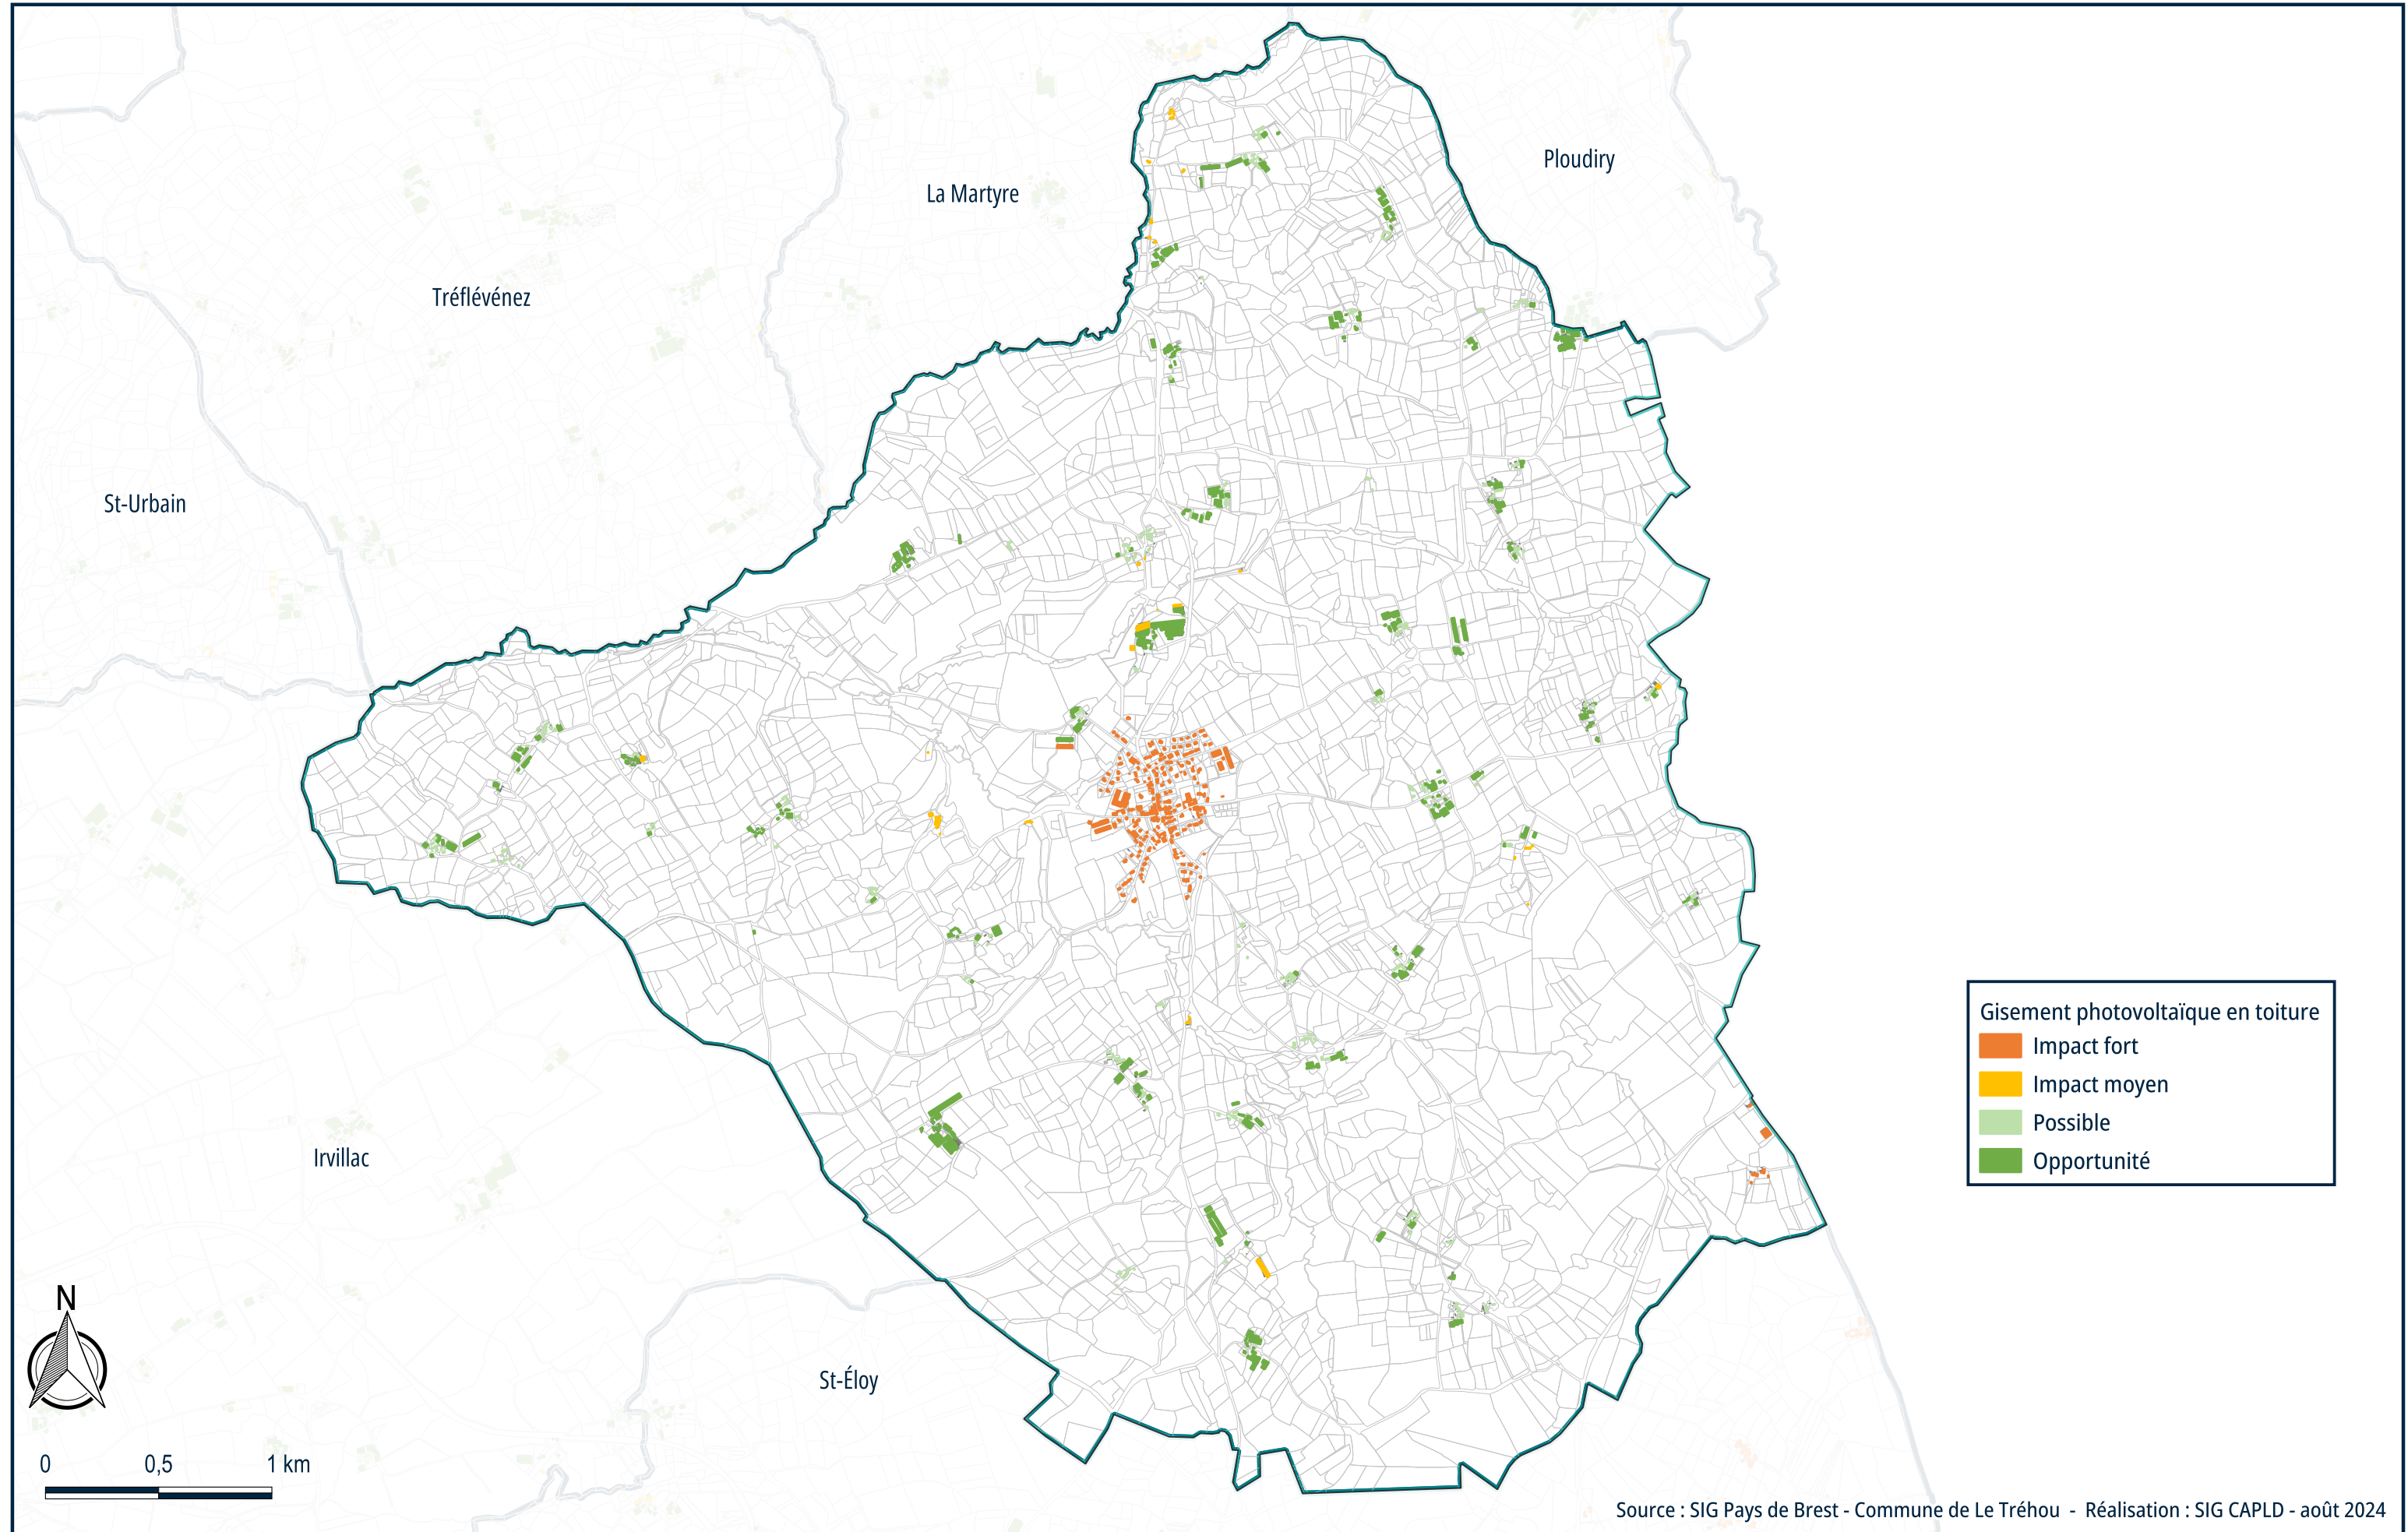 Ploudiry
La Martyre
Tréflévénez
St-Urbain
Gisement photovoltaïque en toiture
Impact fort
Impact moyen
Possible
Opportunité
Irvillac
N
St-Éloy
0 0,5 1 km
Source : SIG Pays de Brest - Commune de Le Tréhou - Réalisation : SIG CAPLD - août 2024